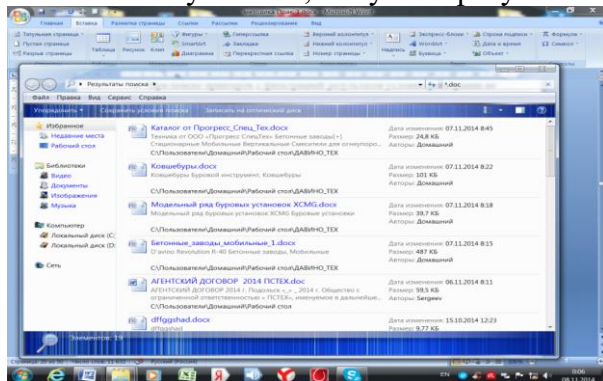 Главная Вставка Разметка страницы Ссылки Рассылки Рецензирование Вид
Титульная страница
Пустая страница
Разрыв страницы
Таблица Рисунок Клип
Фигуры
SmartArt
Диаграмма
Гиперссылка
Закладка
Перекрестная ссылка
Верхний колонтитул
Нижний колонтитул
Номер страницы
Надпись
Экспресс-блоки
WordArt
Буквица
Строка подписи
Дата и время
Объект
Формула
Символ
Результаты поиска
*.doc
Файл Правка Вид Сервис Справка
Упорядочить Сохранить условия поиска Записать на оптический диск
Избранное
Недавние места
Рабочий стол
Библиотеки
Видео
Документы
Изображения
Музыка
Компьютер
Локальный диск (C:
Локальный диск (D:
Сеть
Каталог от Прогресс_Спец_Тех.docx
Техника от ООО «Прогресс СпецТех» Бетонные заводы(+)
Стационарные Мобильные Вертикальные Смесители для огнеупоро...
C:\Пользователи\Домашний\Рабочий стол\ДАВИНО_ТЕХ
Дата изменения: 07.11.2014 8:45
Размер: 24,8 КБ
Авторы: Домашний
Ковшебуры.docx
Ковшебуры Буровой инструмент, Ковшебуры
C:\Пользователи\Домашний\Рабочий стол\ДАВИНО_ТЕХ
Дата изменения: 07.11.2014 8:22
Размер: 101 КБ
Авторы: Домашний
Модельный ряд буровых установок XCMG.docx
Модельный ряд буровых установок XCMG Буровые установки
C:\Пользователи\Домашний\Рабочий стол\ДАВИНО_ТЕХ
Дата изменения: 07.11.2014 8:18
Размер: 39,7 КБ
Авторы: Домашний
Бетонные_заводы_мобильные_1.docx
D'avino Revolution R-40 Бетонные заводы, Мобильные
C:\Пользователи\Домашний\Рабочий стол\ДАВИНО_ТЕХ
Дата изменения: 07.11.2014 8:15
Размер: 487 КБ
Авторы: Домашний
АГЕНТСКИЙ ДОГОВОР 2014 ПСТЕХ.doc
АГЕНТСКИЙ ДОГОВОР 2014 г. Подольск «_» _ 2014 г. Общество с
ограниченной ответственностью « ПСТЕХ», именуемое в дальнейше...
C:\Пользователи\Домашний\Рабочий стол
Дата изменения: 06.11.2014 8:11
Размер: 59,5 КБ
Авторы: Sergeev
dffggshad.docx
dffggshad
Дата изменения: 15.10.2014 12:23
Размер: 9,77 КБ
Элементов: 19
EN
0:06
08.11.2014